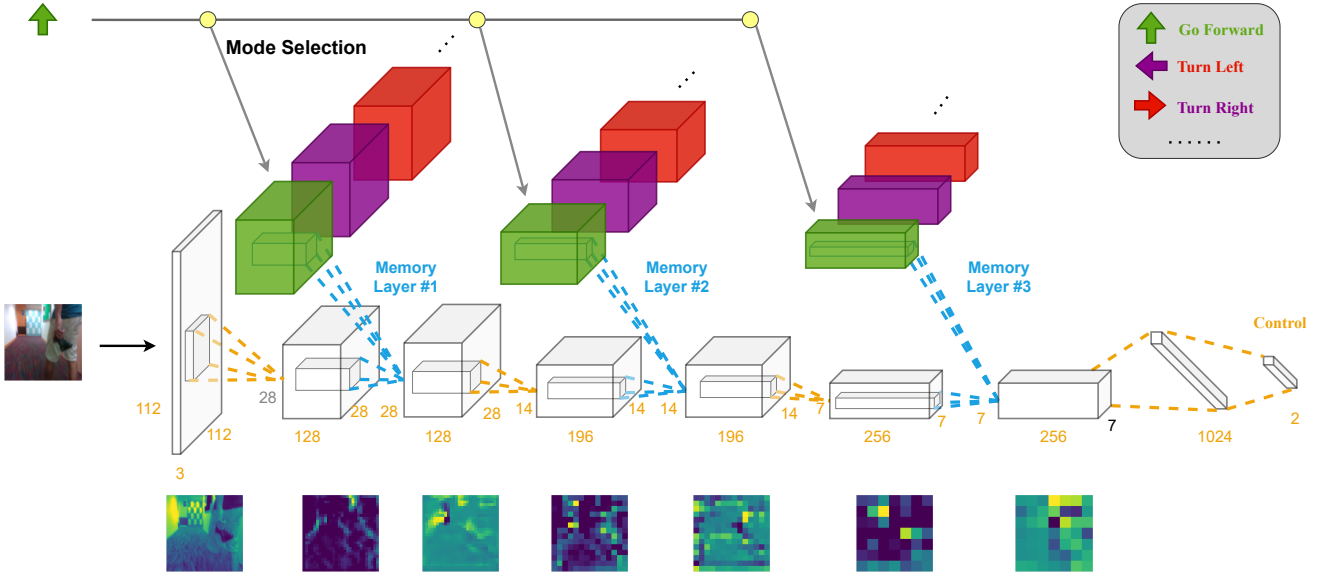 Mode Selection
Go Forward
Turn Left
Turn Right
Memory
Layer #1
Memory
Layer #2
Memory
Layer #3
Control
112
112
3
28
128
28
28
128
28
14
196
14
14
196
14
7
256
7
7
256
7
1024
2